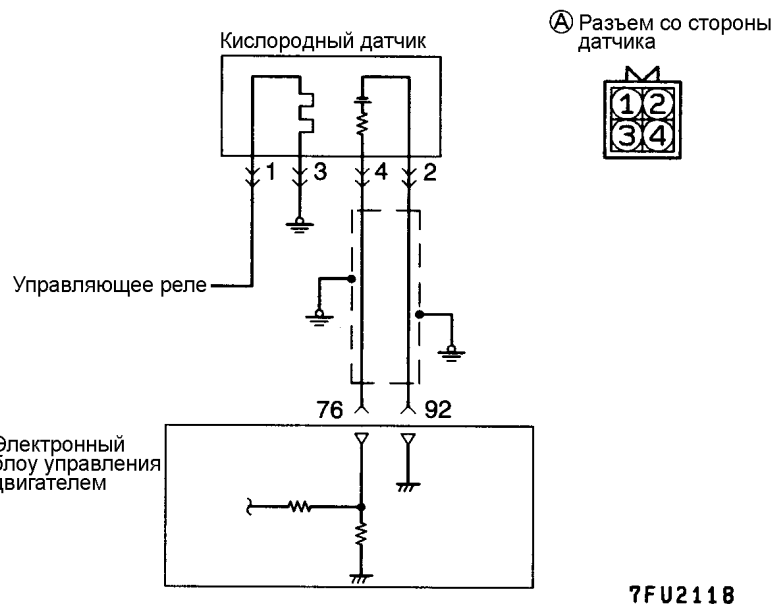 Ⓐ Разъем со стороны
датчика
Кислородный датчик
1 2
3 4
1 3 4 2
Управляющее реле
76 92
Электронный
блоу управления
двигателем
7FU2118